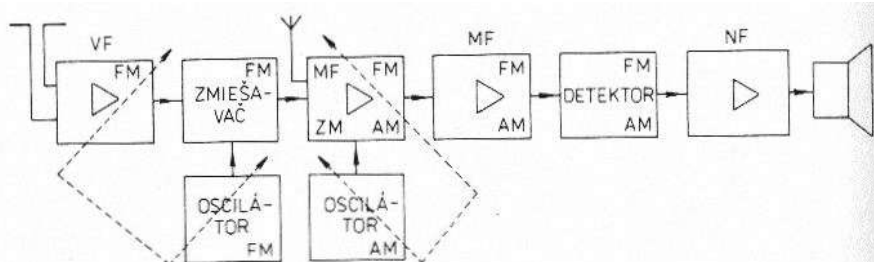 VF
MF
NF
FM
FM
ZMIEŠA-
VAČ
MF FM
ZM AM
FM
AM
FM
DETEKTOR
AM
OSCILÁ-
TOR
FM
OSCILÁ-
TOR
AM